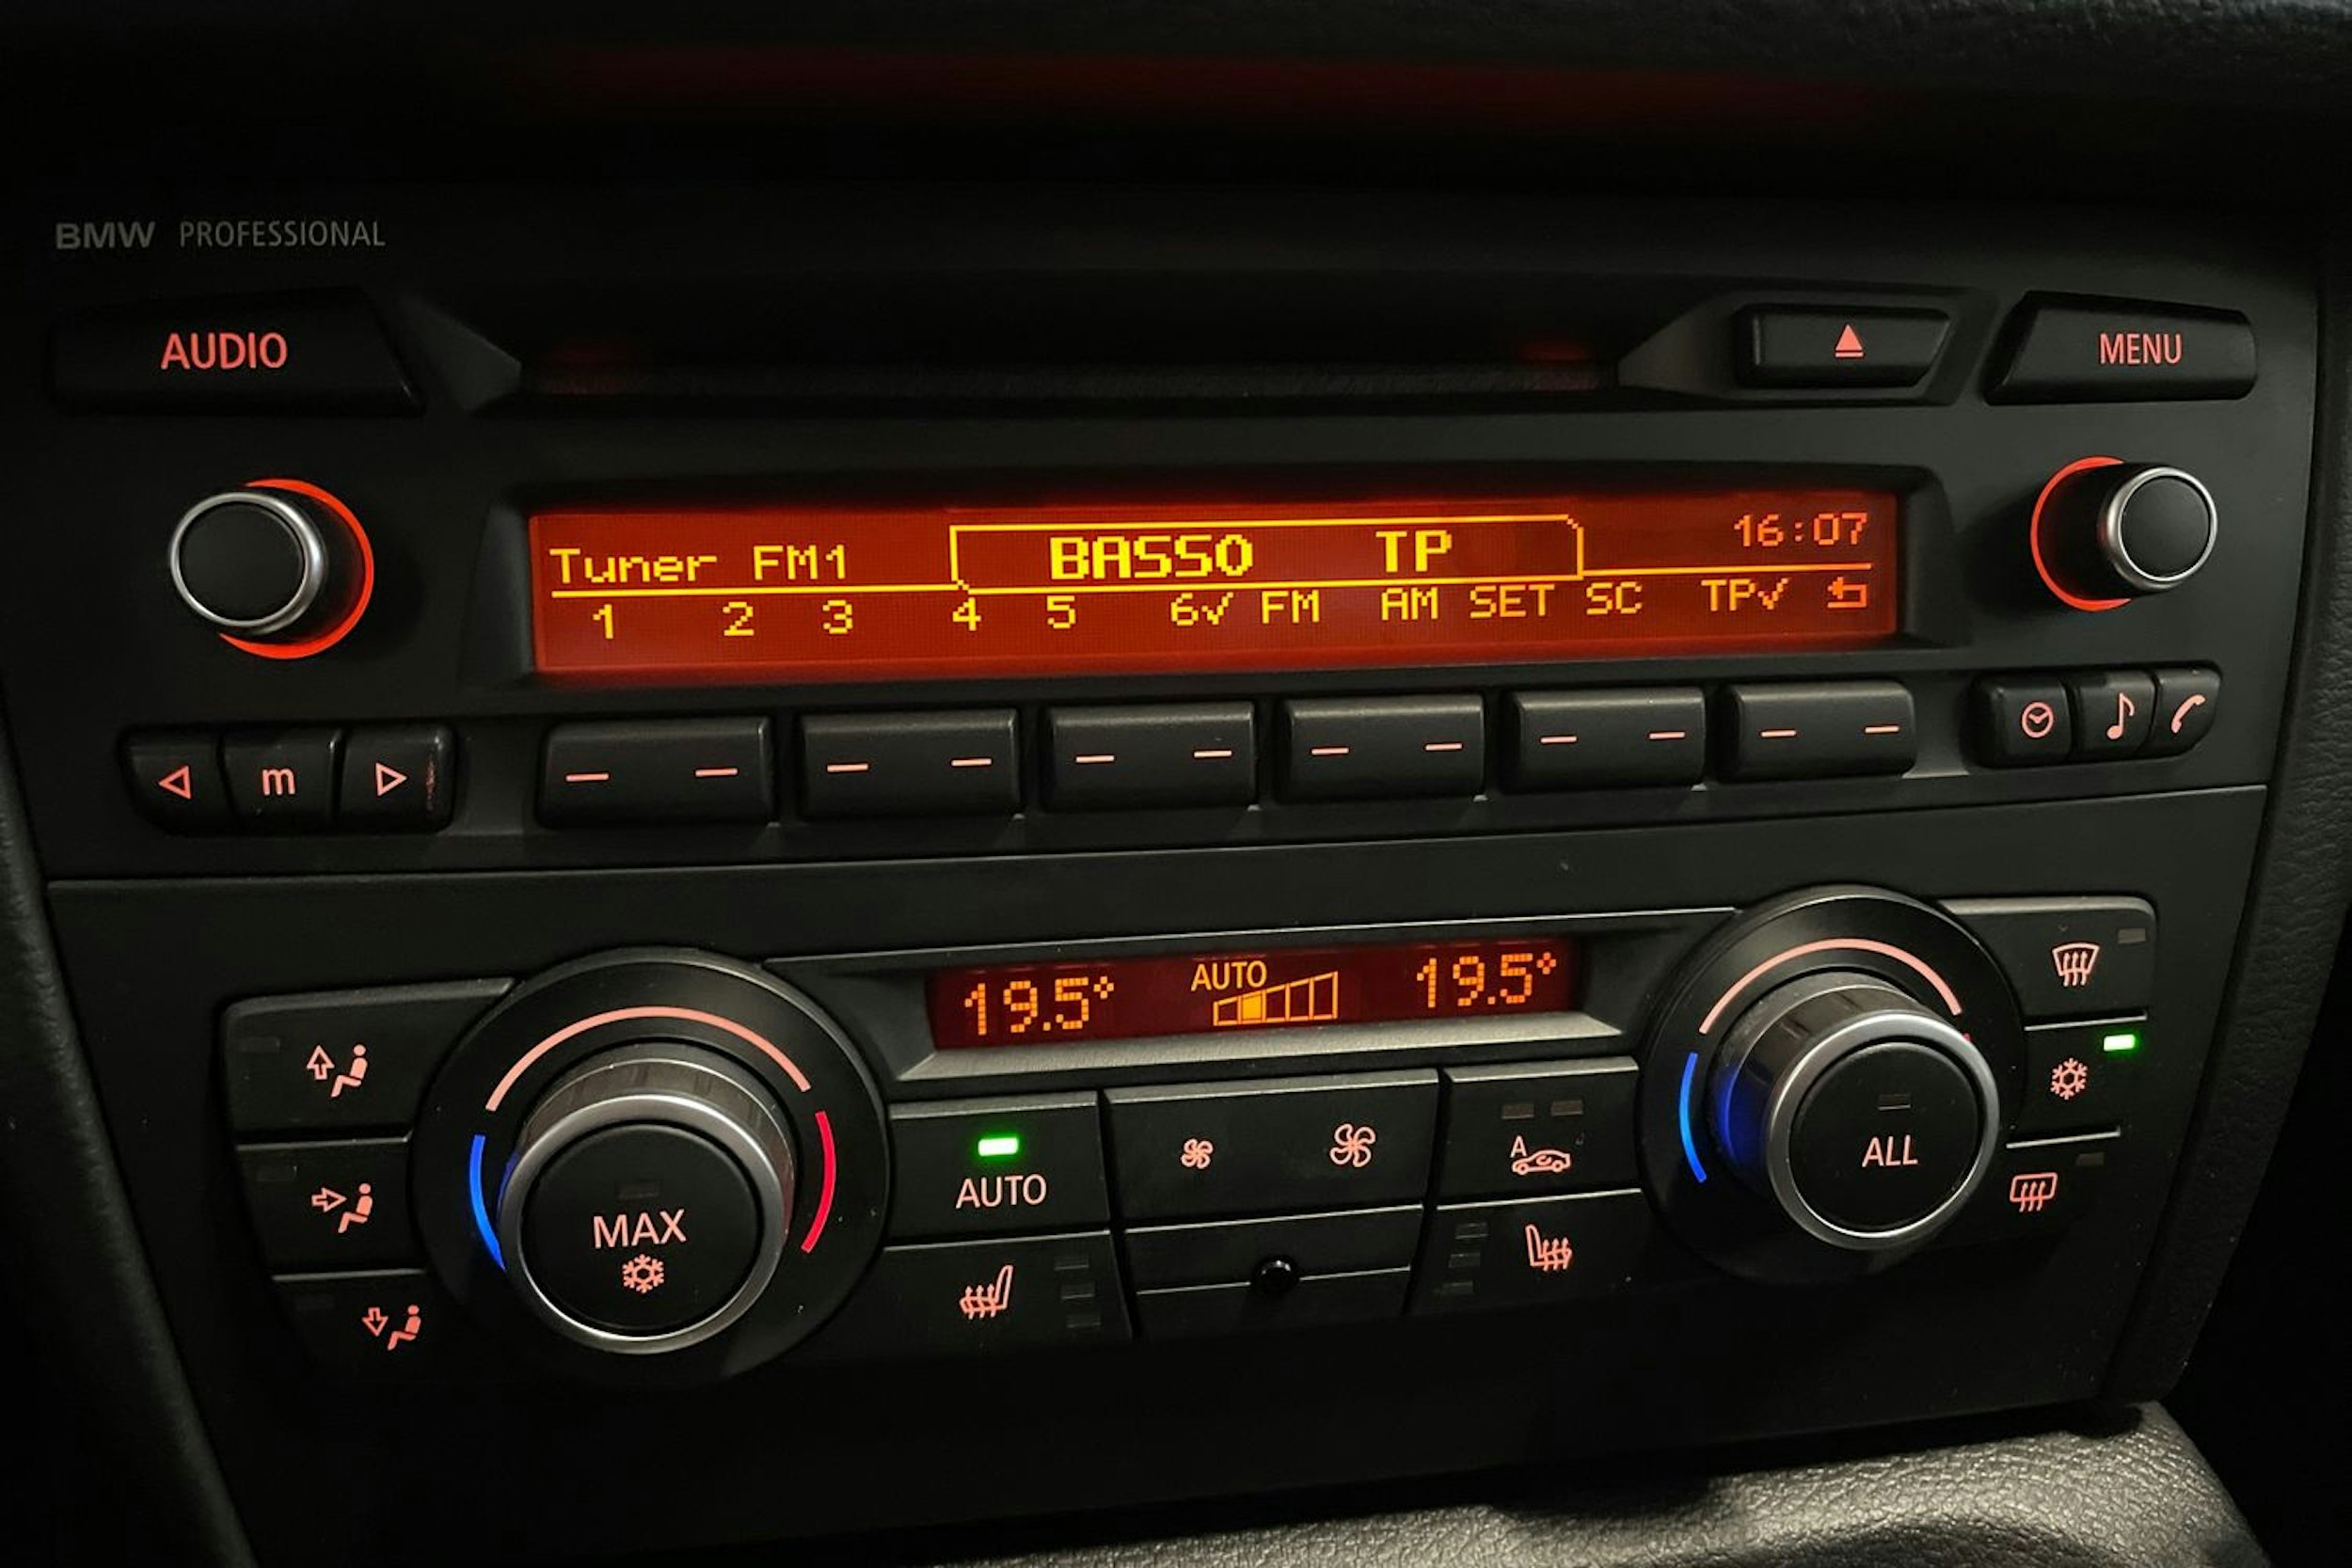 BMW PROFESSIONAL
AUDIO
MENU
Tuner FM1 BASSO TP 16:07
1 2 3 4 5 6✓ FM AM SET SC TP✓
m
19.5° AUTO 19.5°
AUTO
A
MAX
ALL